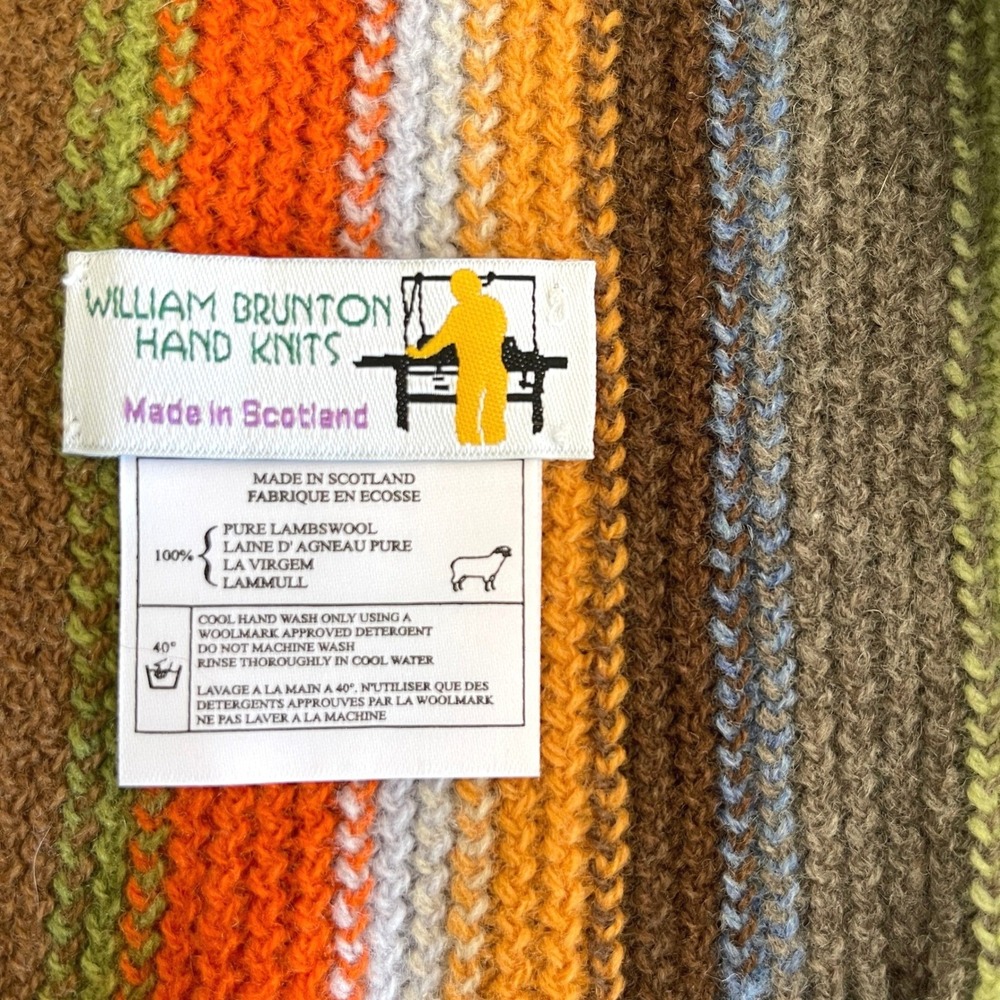 WILLIAM BRUNTON
HAND KNITS
Made in Scotland
MADE IN SCOTLAND
FABRIQUE EN ECOSSE
100%
PURE LAMBSWOOL
LAINE D' AGNEAU PURE
LA VIRGEM
LAMMULL
40°
COOL HAND WASH ONLY USING A
WOOLMARK APPROVED DETERGENT
DO NOT MACHINE WASH
RINSE THOROUGHLY IN COOL WATER
LAVAGE A LA MAIN A 40°. N'UTILISER QUE DES
DETERGENTS APPROUVES PAR LA WOOLMARK
NE PAS LAVER A LA MACHINE